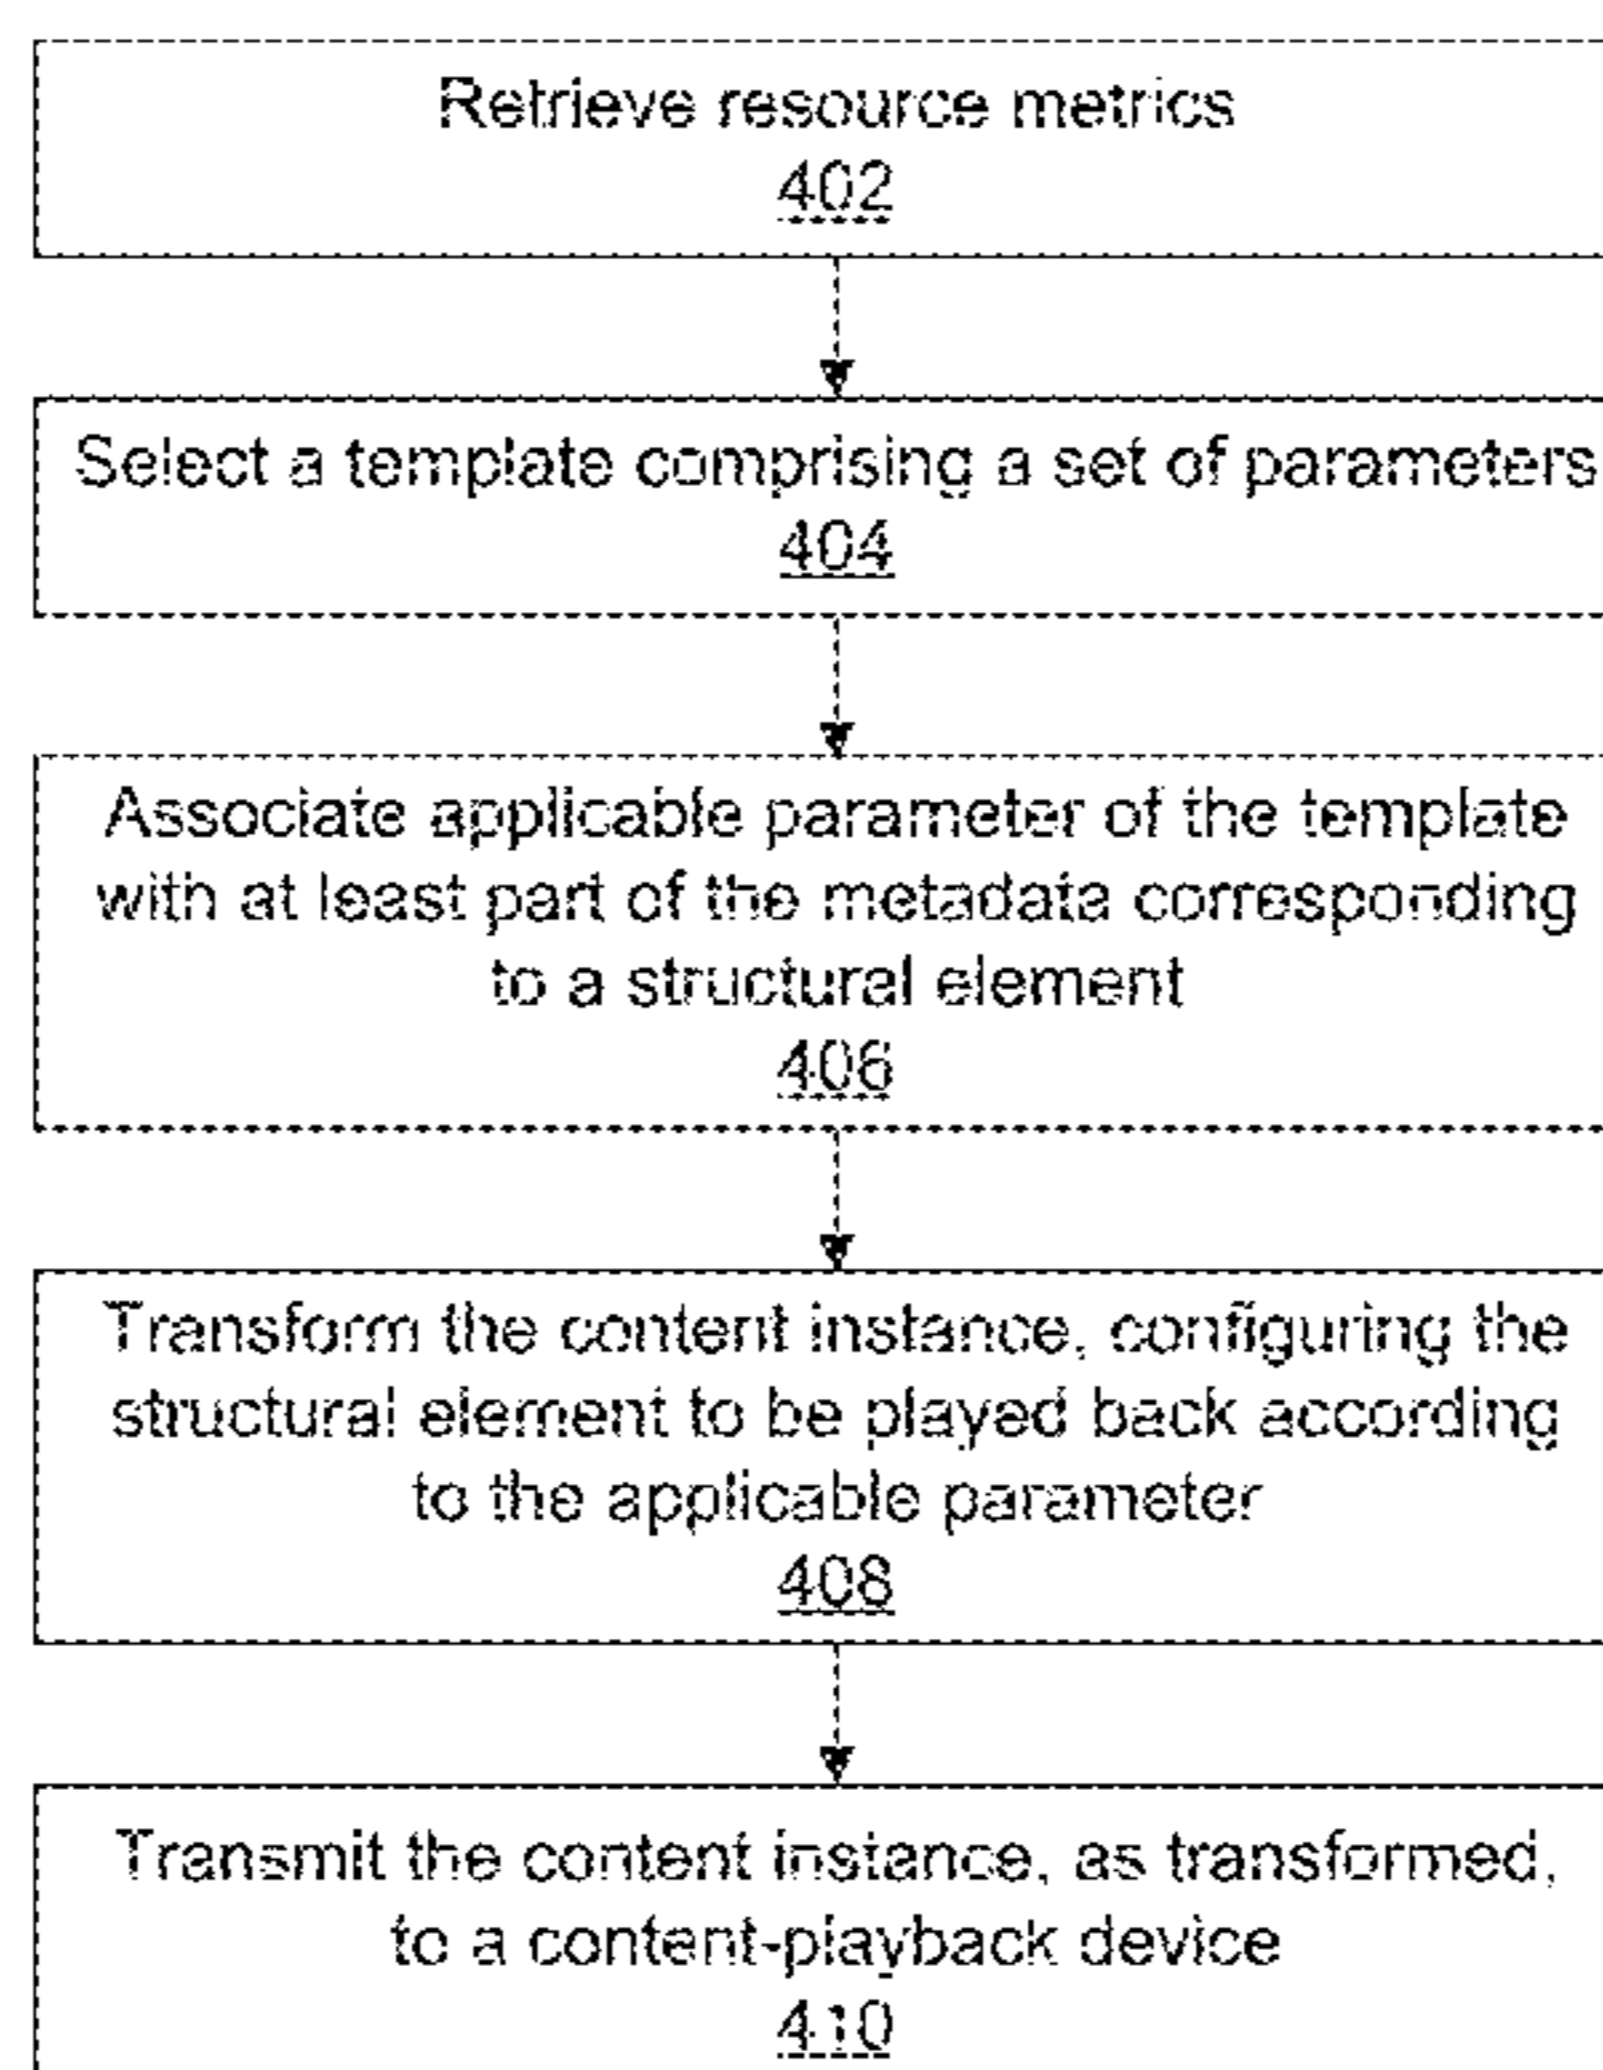 Retrieve resource metrics
402
Select a template comprising a set of parameters
404
Associate applicable parameter of the template
with at least part of the metadata corresponding
to a structural element
406
Transform the content instance, configuring the
structural element to be played back according
to the applicable parameter
408
Transmit the content instance, as transformed,
to a content-playback device
410